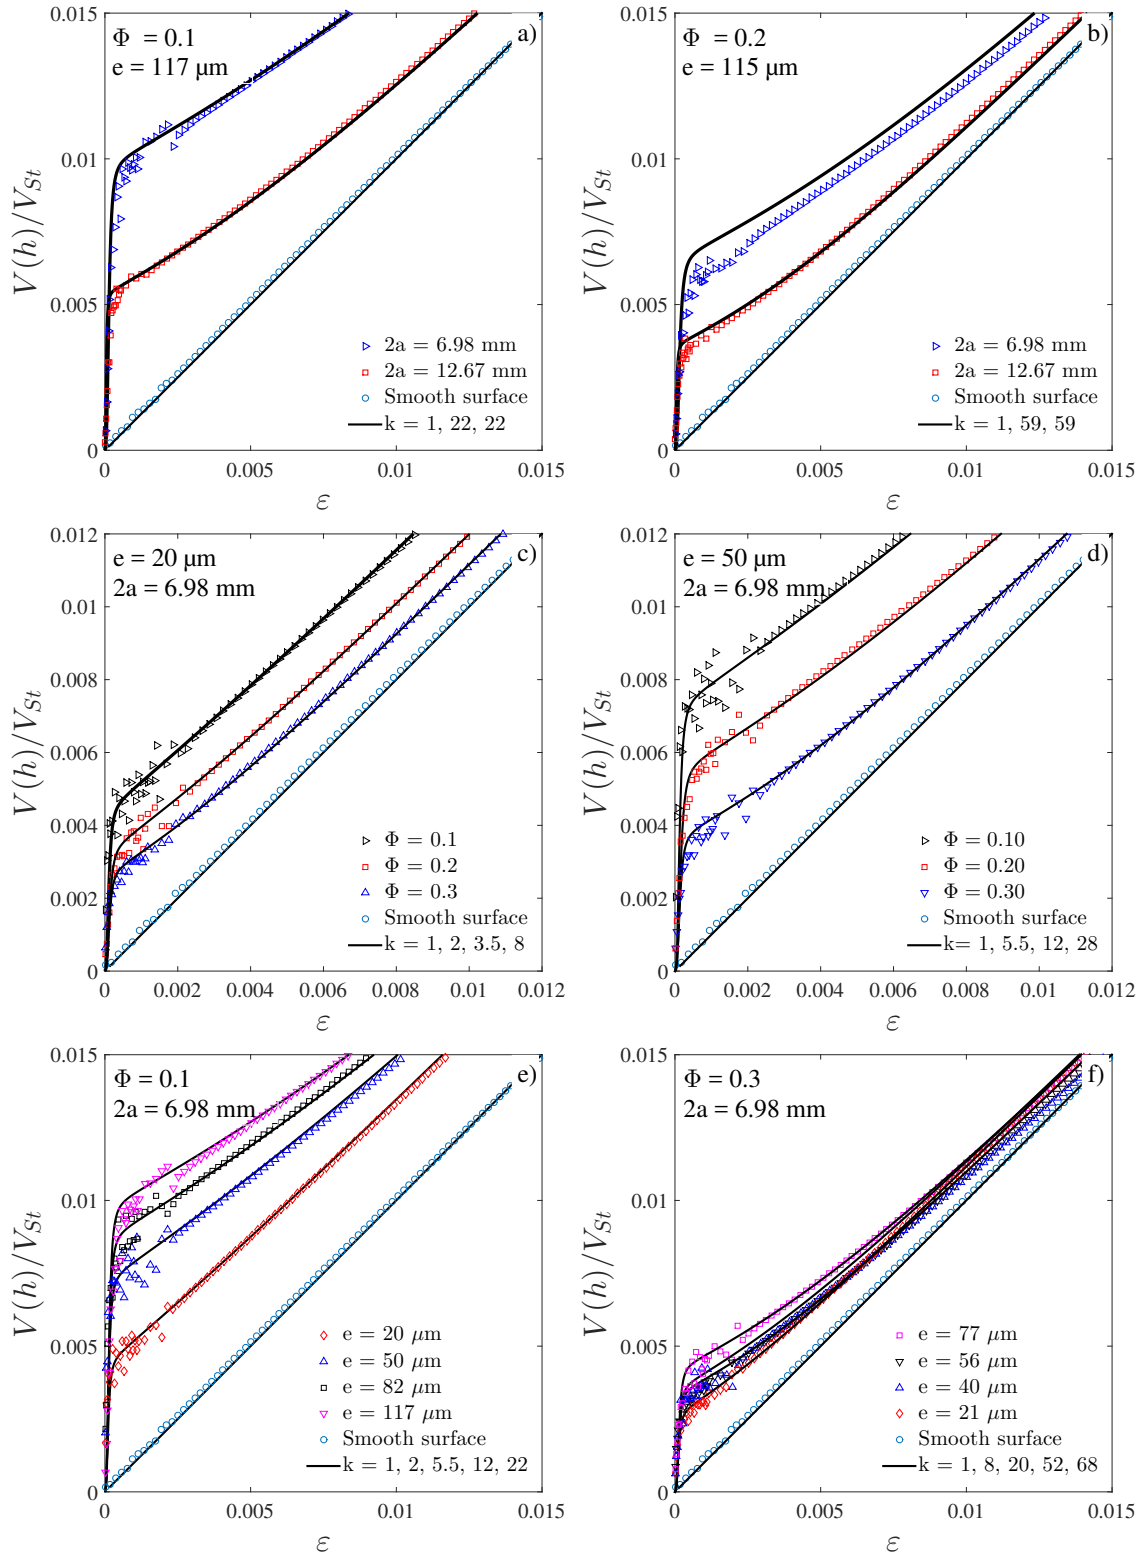 Φ = 0.1
e = 117 µm
a)
0.015
0.01
0.005
0
V(h)/V_St
2a = 6.98 mm
2a = 12.67 mm
Smooth surface
k = 1, 22, 22
0 0.005 0.01 0.015
ε
Φ = 0.2
e = 115 µm
b)
0.015
0.01
0.005
0
V(h)/V_St
2a = 6.98 mm
2a = 12.67 mm
Smooth surface
k = 1, 59, 59
0 0.005 0.01 0.015
ε
e = 20 µm
2a = 6.98 mm
c)
0.012
0.01
0.008
0.006
0.004
0.002
0
V(h)/V_St
Φ = 0.1
Φ = 0.2
Φ = 0.3
Smooth surface
k = 1, 2, 3.5, 8
0 0.002 0.004 0.006 0.008 0.01 0.012
ε
e = 50 µm
2a = 6.98 mm
d)
0.012
0.01
0.008
0.006
0.004
0.002
0
V(h)/V_St
Φ = 0.10
Φ = 0.20
Φ = 0.30
Smooth surface
k= 1, 5.5, 12, 28
0 0.002 0.004 0.006 0.008 0.01 0.012
ε
Φ = 0.1
2a = 6.98 mm
e)
0.015
0.01
0.005
0
V(h)/V_St
e = 20 µm
e = 50 µm
e = 82 µm
e = 117 µm
Smooth surface
k = 1, 2, 5.5, 12, 22
0 0.005 0.01 0.015
ε
Φ = 0.3
2a = 6.98 mm
f)
0.015
0.01
0.005
0
V(h)/V_St
e = 77 µm
e = 56 µm
e = 40 µm
e = 21 µm
Smooth surface
k = 1, 8, 20, 52, 68
0 0.005 0.01 0.015
ε